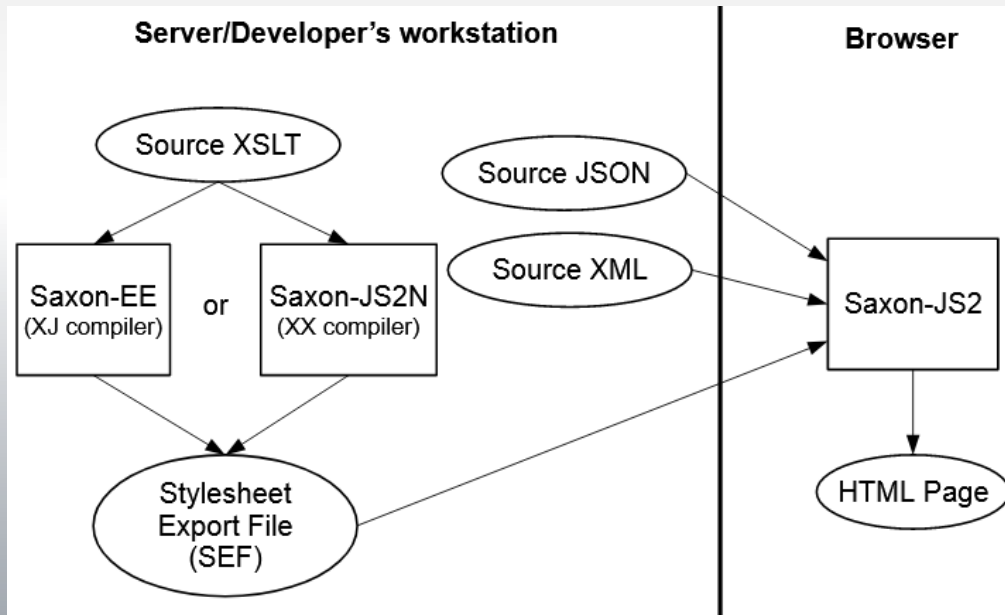 Server/Developer's workstation
Browser
Source XSLT
Source JSON
Source XML
Saxon-EE
(XJ compiler)
or
Saxon-JS2N
(XX compiler)
Saxon-JS2
Stylesheet
Export File
(SEF)
HTML Page